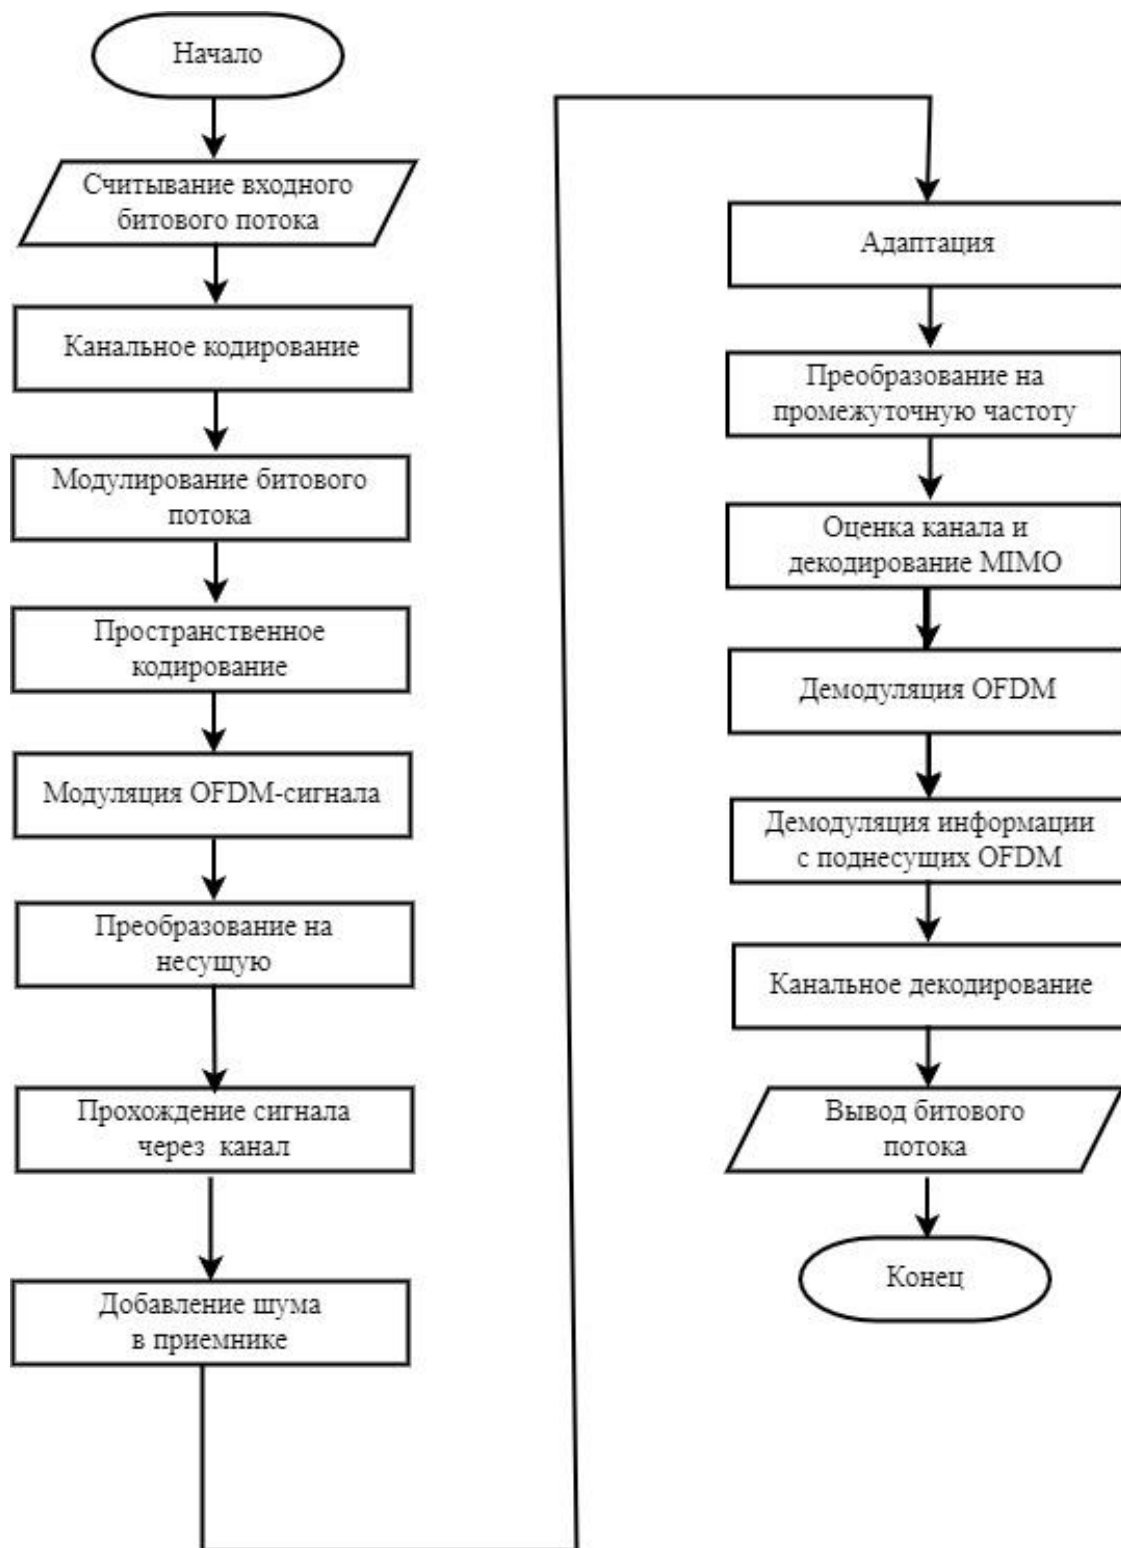 Начало
Считывание входного
битового потока
Канальное кодирование
Модулирование битового
потока
Пространственное
кодирование
Модуляция OFDM-сигнала
Преобразование на
несущую
Прохождение сигнала
через канал
Добавление шума
в приемнике
Адаптация
Преобразование на
промежуточную частоту
Оценка канала и
декодирование MIMO
Демодуляция OFDM
Демодуляция информации
с поднесущих OFDM
Канальное декодирование
Вывод битового
потока
Конец